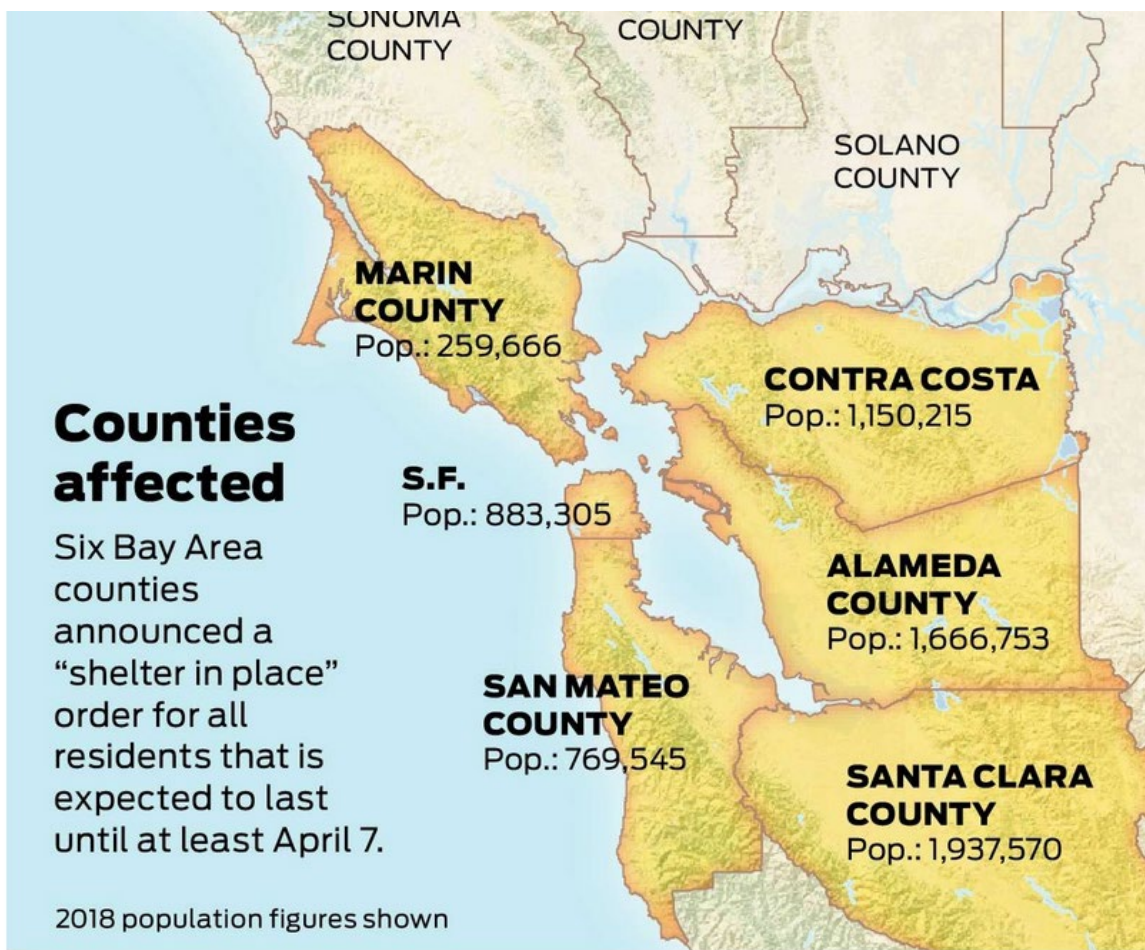 SONOMA
COUNTY
COUNTY
SOLANO
COUNTY
MARIN
COUNTY
Pop.: 259,666
CONTRA COSTA
Pop.: 1,150,215
Counties
affected
Six Bay Area
counties
announced a
“shelter in place”
order for all
residents that is
expected to last
until at least April 7.
2018 population figures shown
S.F.
Pop.: 883,305
ALAMEDA
COUNTY
Pop.: 1,666,753
SAN MATEO
COUNTY
Pop.: 769,545
SANTA CLARA
COUNTY
Pop.: 1,937,570